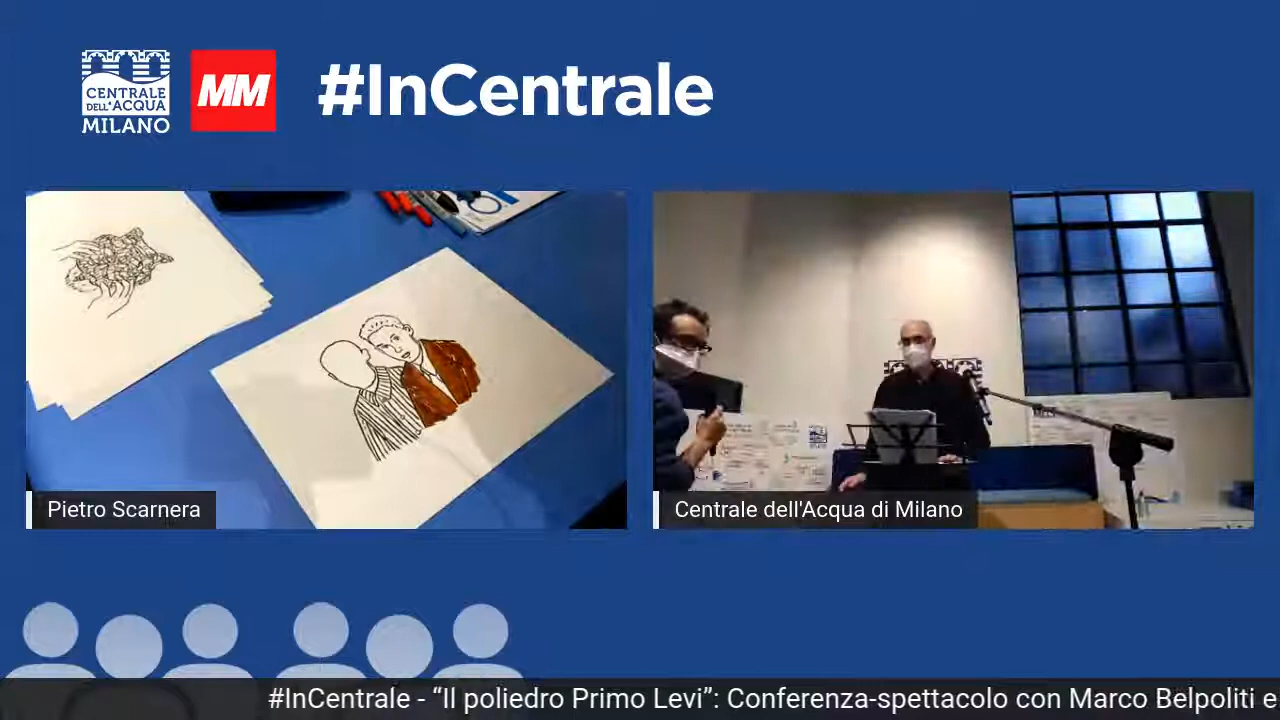 CENTRALE
DELL'ACQUA
MILANO
MM
#InCentrale
Pietro Scarnera
Centrale dell'Acqua di Milano
#InCentrale - “Il poliedro Primo Levi”: Conferenza-spettacolo con Marco Belpoliti e